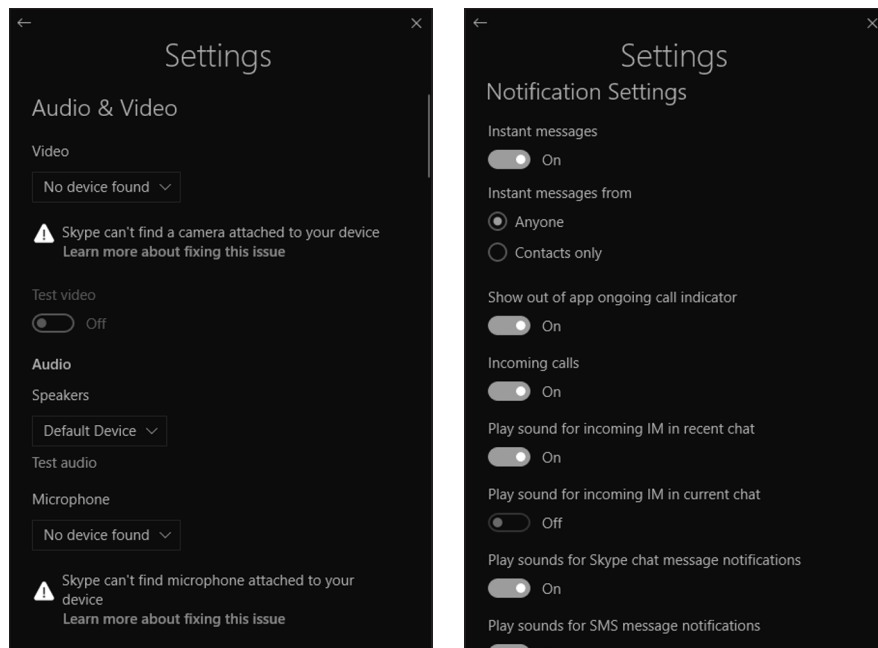 Settings
Audio & Video
Video
No device found
Skype can't find a camera attached to your device
Learn more about fixing this issue
Test video
Off
Audio
Speakers
Default Device
Test audio
Microphone
No device found
Skype can't find microphone attached to your
device
Learn more about fixing this issue
Settings
Notification Settings
Instant messages
On
Instant messages from
Anyone
Contacts only
Show out of app ongoing call indicator
On
Incoming calls
On
Play sound for incoming IM in recent chat
On
Play sound for incoming IM in current chat
Off
Play sounds for Skype chat message notifications
On
Play sounds for SMS message notifications